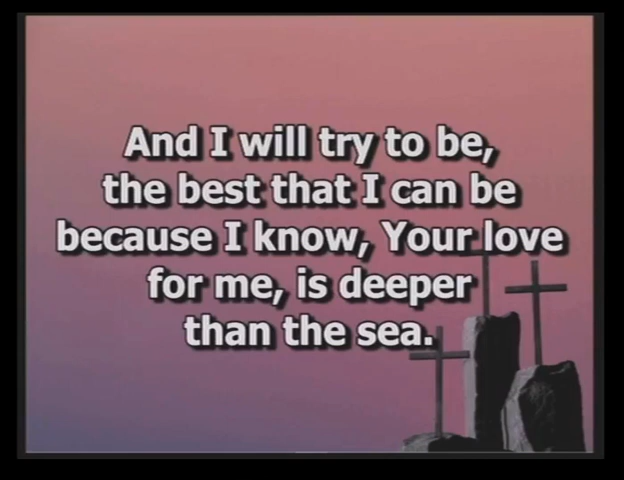 And I will try to be,
the best that I can be
because I know, Your love
for me, is deeper
than the sea.